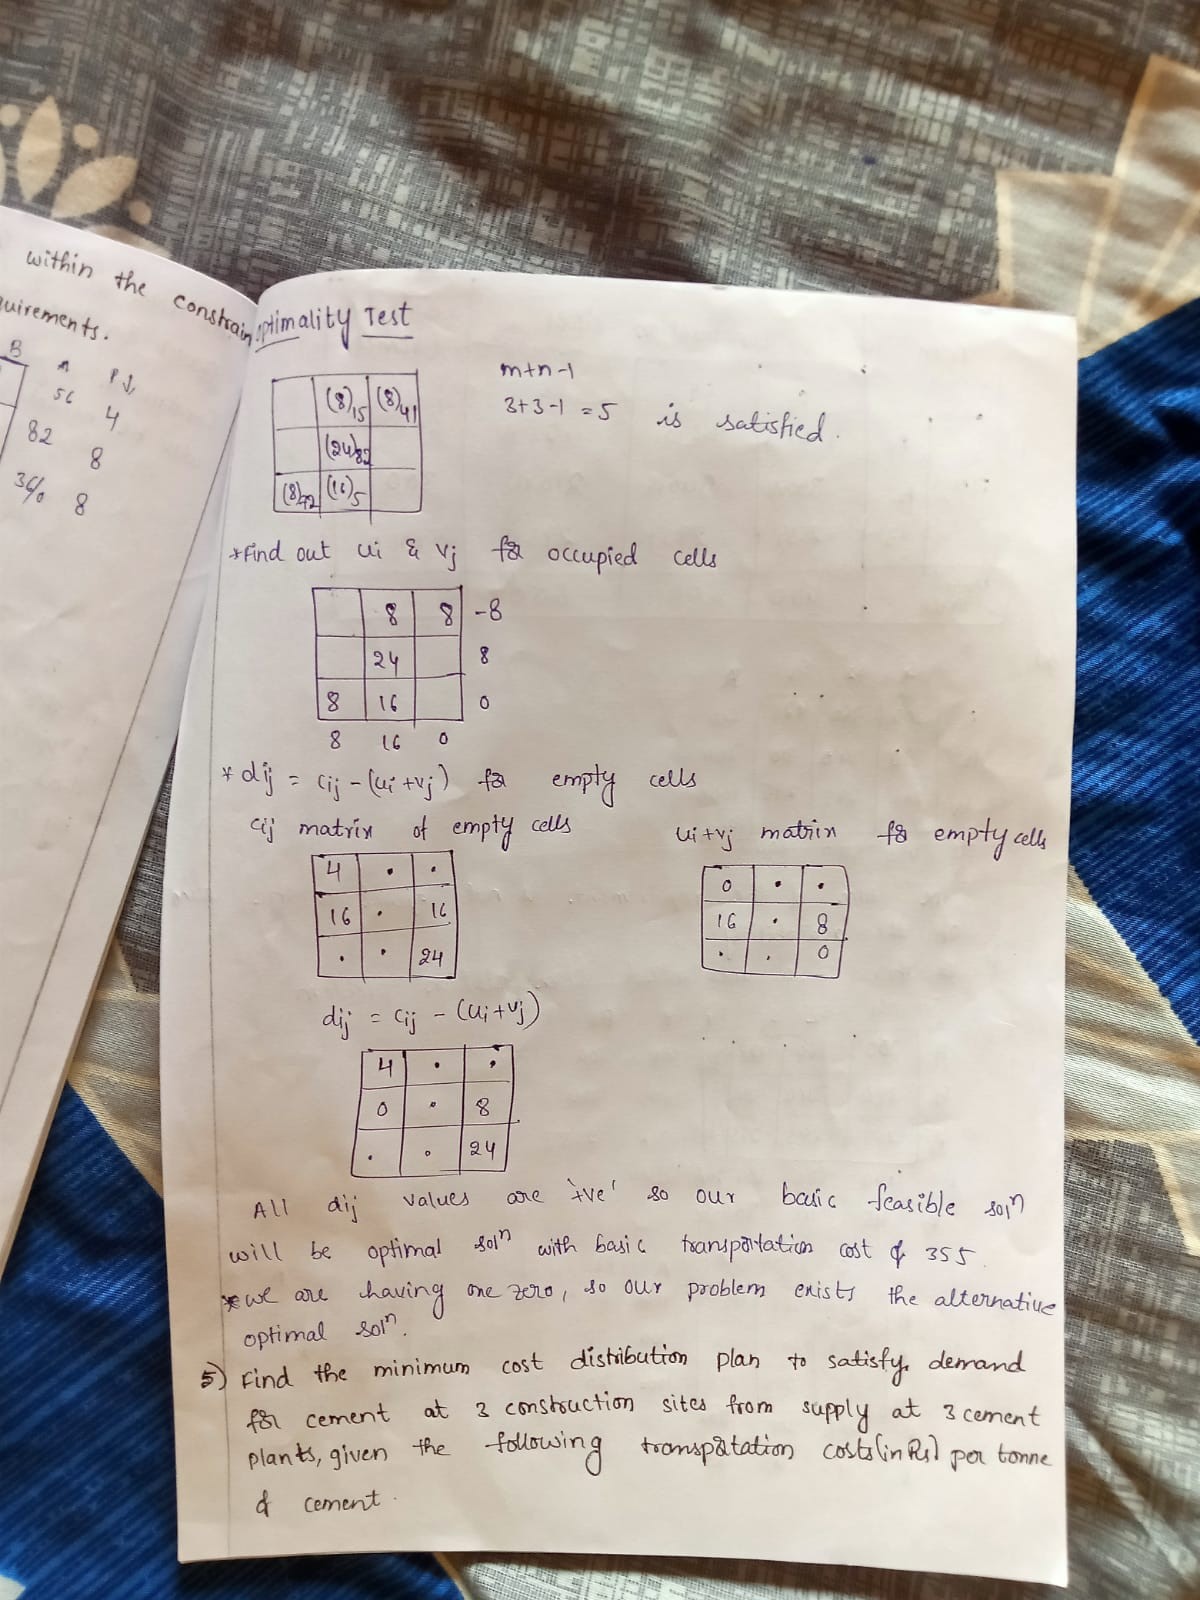 within the constrain
quirements.
B
56 4
82 8
8
optimality Test
(8)15 (8)41
(24)82
(8)72 (16)5
m+n-1
3+3-1 = 5 is satisfied.
*Find out ui & vj for occupied cells
8 8 -8
24 8
8 16 0
8 16 0
* dij = cij - (ui + vj) for empty cells
cij matrix of empty cells
4 . .
16 . 16
. . 24
ui+vj matrix for empty cells
0 . .
16 . 8
. . 0
dij = cij - (ui+vj)
4 . .
0 . 8
. . 24
All dij values are '+ve' so our basic feasible solⁿ
will be optimal solⁿ with basic transportation cost of 355.
*we are having one zero, so our problem exists the alternative
optimal solⁿ.
5) Find the minimum cost distribution plan to satisfy demand
for cement at 3 construction sites from supply at 3 cement
plants, given the following transportation costs(in Rs) per tonne
of cement.